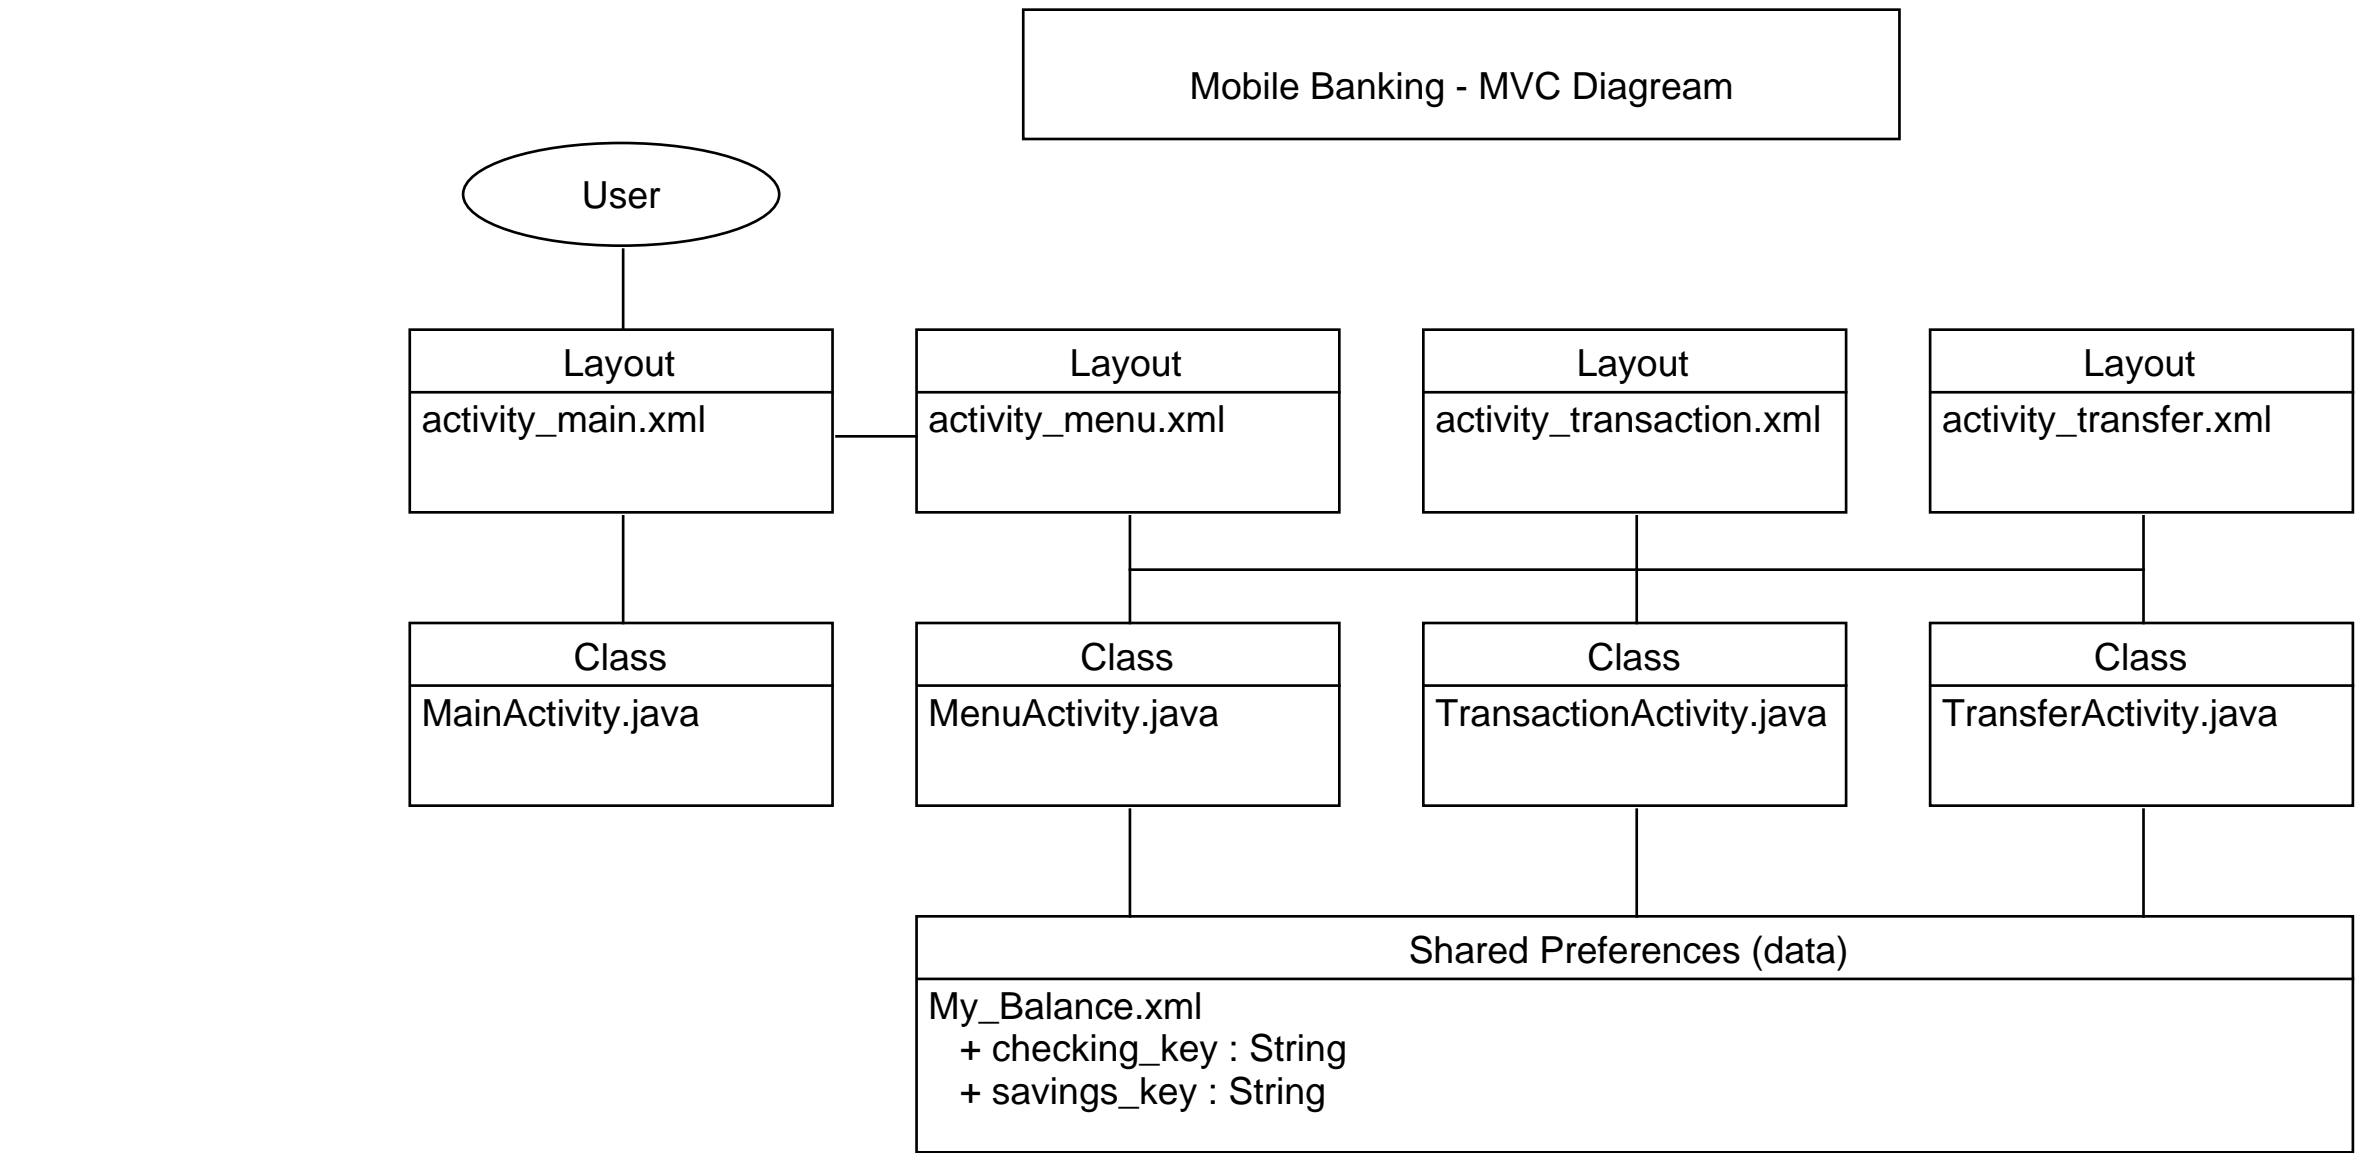 Mobile Banking - MVC Diagream
User
Layout
activity_main.xml
Layout
activity_menu.xml
Layout
activity_transaction.xml
Layout
activity_transfer.xml
Class
MainActivity.java
Class
MenuActivity.java
Class
TransactionActivity.java
Class
TransferActivity.java
Shared Preferences (data)
My_Balance.xml
+ checking_key : String
+ savings_key : String